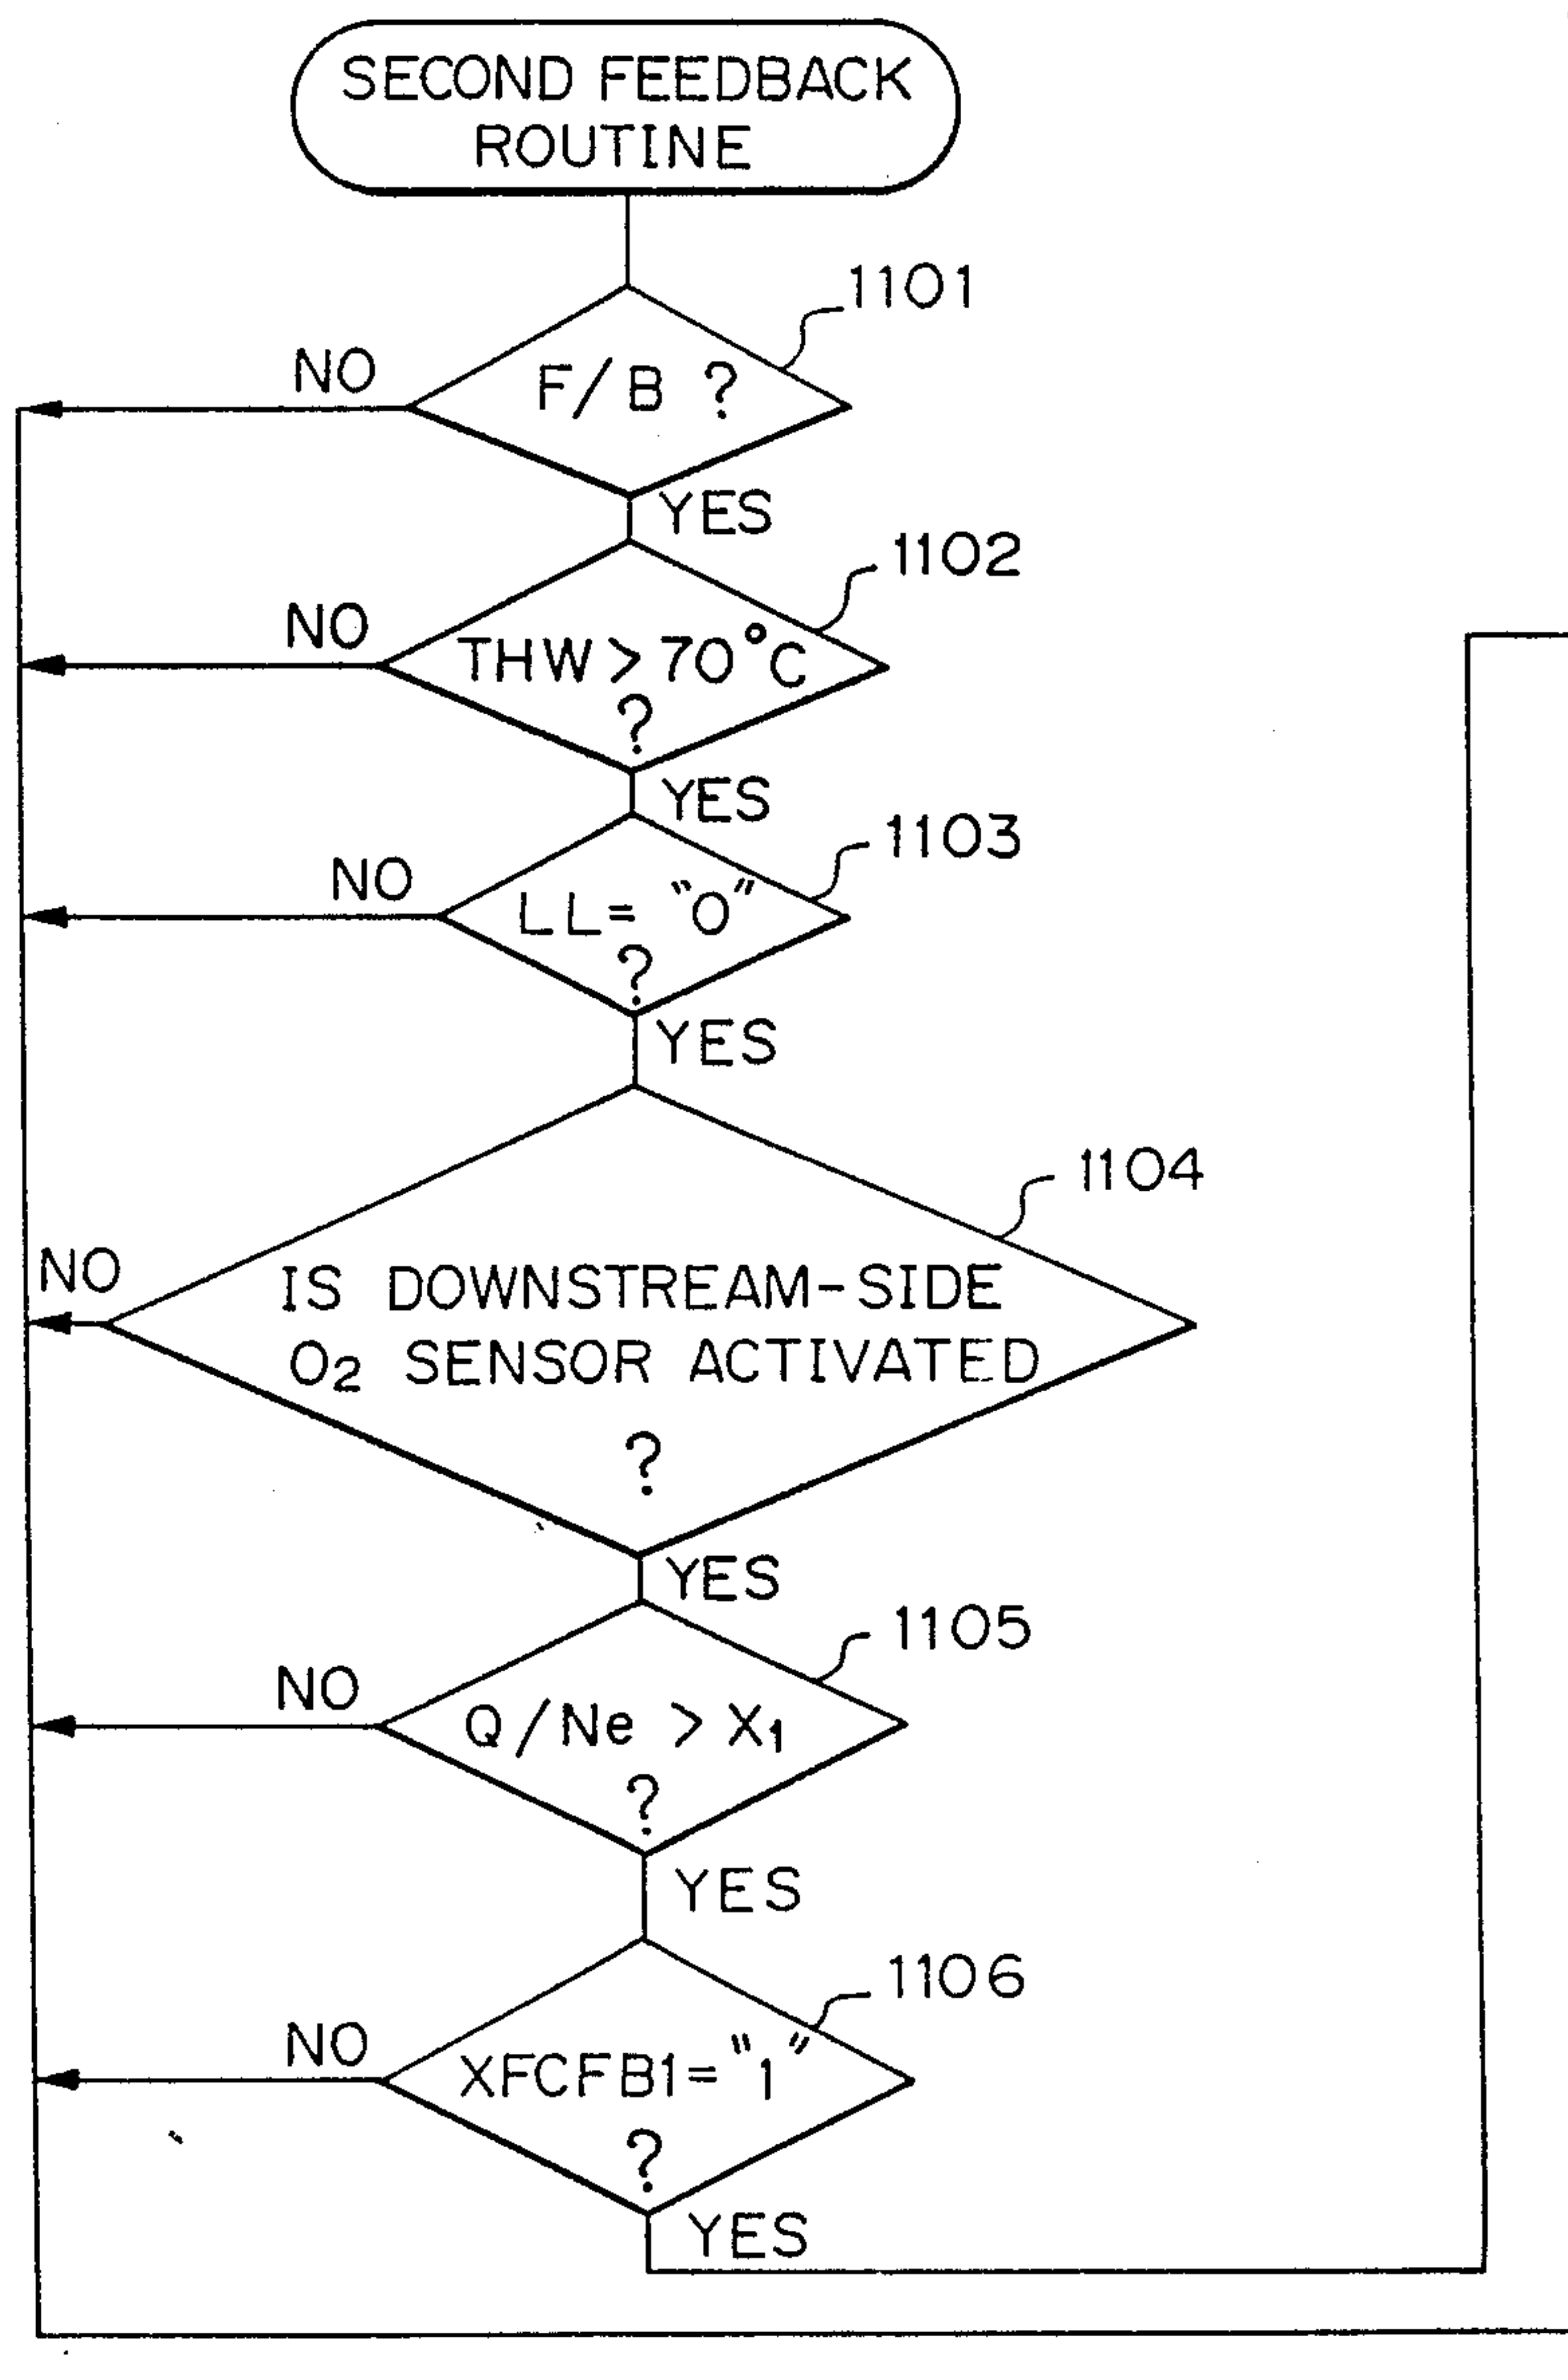 SECOND FEEDBACK
ROUTINE
1101
NO
F/B ?
YES
1102
NO
THW > 70°C
?
YES
1103
NO
LL= "0"
?
YES
1104
NO
IS DOWNSTREAM-SIDE
O2 SENSOR ACTIVATED
?
YES
1105
NO
Q/Ne > X1
?
YES
1106
NO
XFCFB1= "1"
?
YES